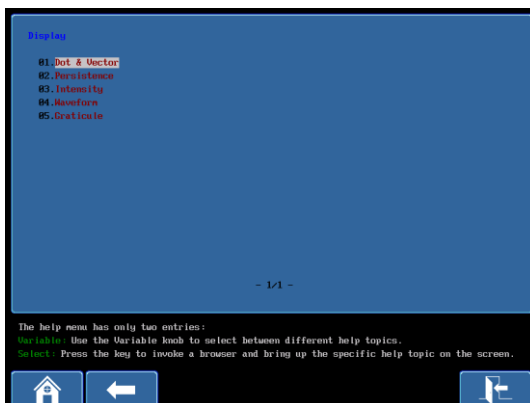 Display
01.Dot & Vector
02.Persistence
03.Intensity
04.Waveform
05.Graticule
- 1/1 -
The help menu has only two entries:
Variable: Use the Variable knob to select between different help topics.
Select: Press the key to invoke a browser and bring up the specific help topic on the screen.